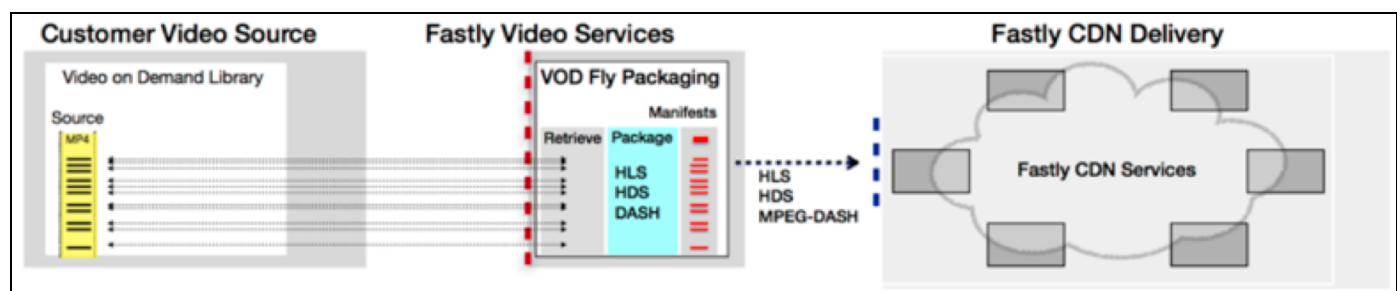 Customer Video Source
Fastly Video Services
Fastly CDN Delivery
Video on Demand Library
Source
MP4
VOD Fly Packaging
Manifests
Retrieve
Package
HLS
HDS
DASH
HLS
HDS
MPEG-DASH
Fastly CDN Services